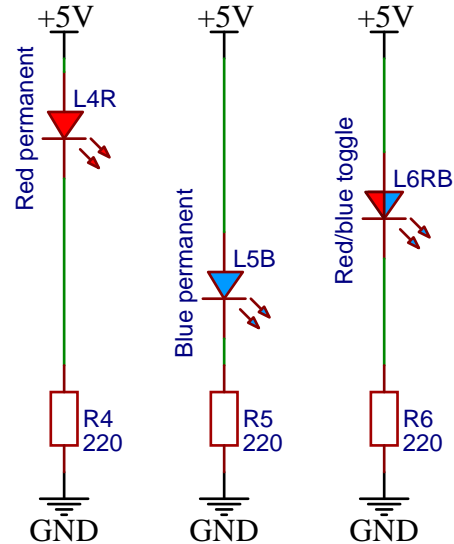 +5V
+5V
+5V
Red permanent
L4R
Blue permanent
L5B
Red/blue toggle
L6RB
R4
220
R5
220
R6
220
GND
GND
GND